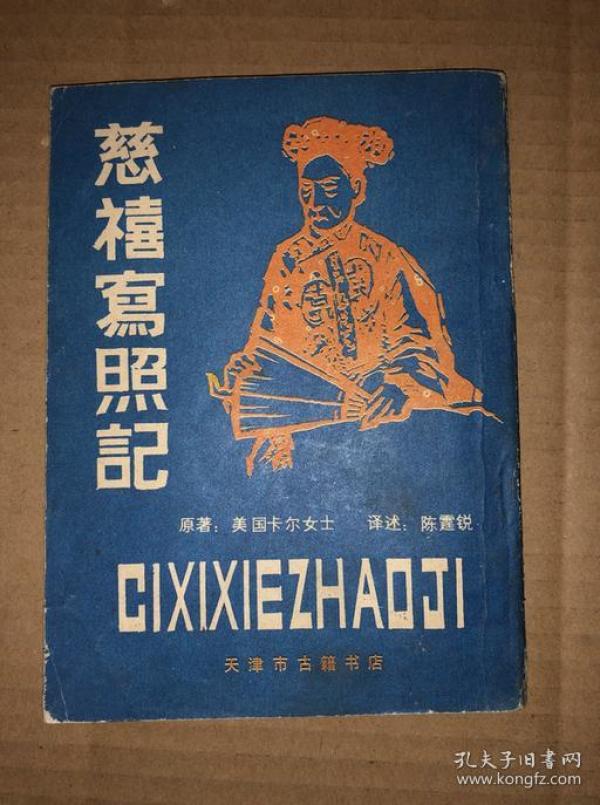 慈禧寫照記
原著：美国卡尔女士 译述：陈霆锐
CIXIXIEZHAOJI
天津市古籍书店
孔夫子旧书网
www.kongfz.com